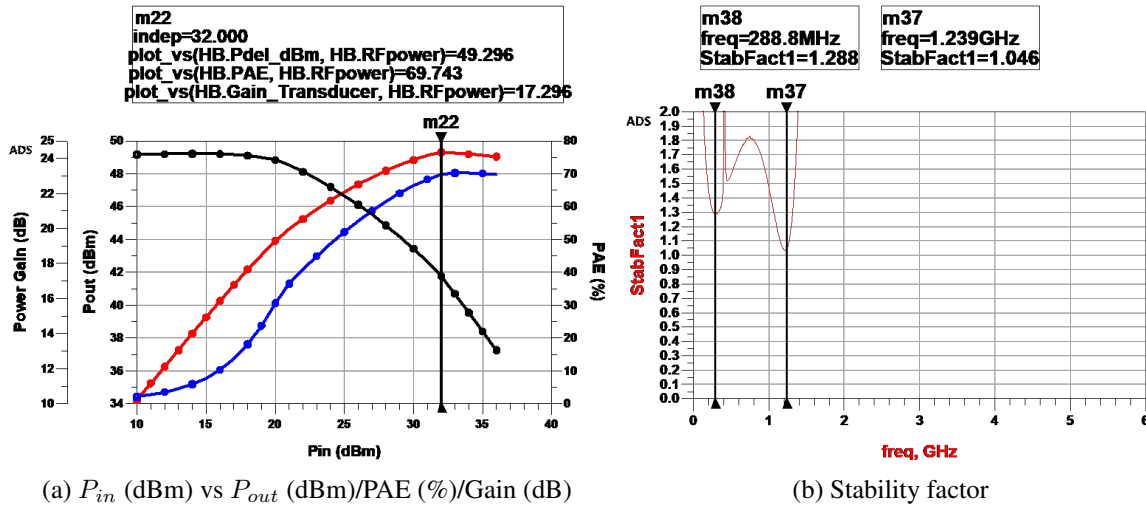 m22
indep=32.000
plot_vs(HB.Pdel_dBm, HB.RFpower)=49.296
plot_vs(HB.PAE, HB.RFpower)=69.743
plot_vs(HB.Gain_Transducer, HB.RFpower)=17.296
m22
ADS
25
24
22
20
18
16
14
12
10
Power Gain (dB)
50
48
46
44
42
40
38
36
34
Pout (dBm)
80
70
60
50
40
30
20
10
0
PAE (%)
10 15 20 25 30 35 40
Pin (dBm)
(a) Pin (dBm) vs Pout (dBm)/PAE (%)/Gain (dB)
m38
freq=288.8MHz
StabFact1=1.288
m37
freq=1.239GHz
StabFact1=1.046
m38 m37
ADS
2.0
1.9
1.8
1.7
1.6
1.5
1.4
1.3
1.2
1.1
1.0
0.9
0.8
0.7
0.6
0.5
0.4
0.3
0.2
0.1
0.0
StabFact1
0 1 2 3 4 5 6
freq, GHz
(b) Stability factor